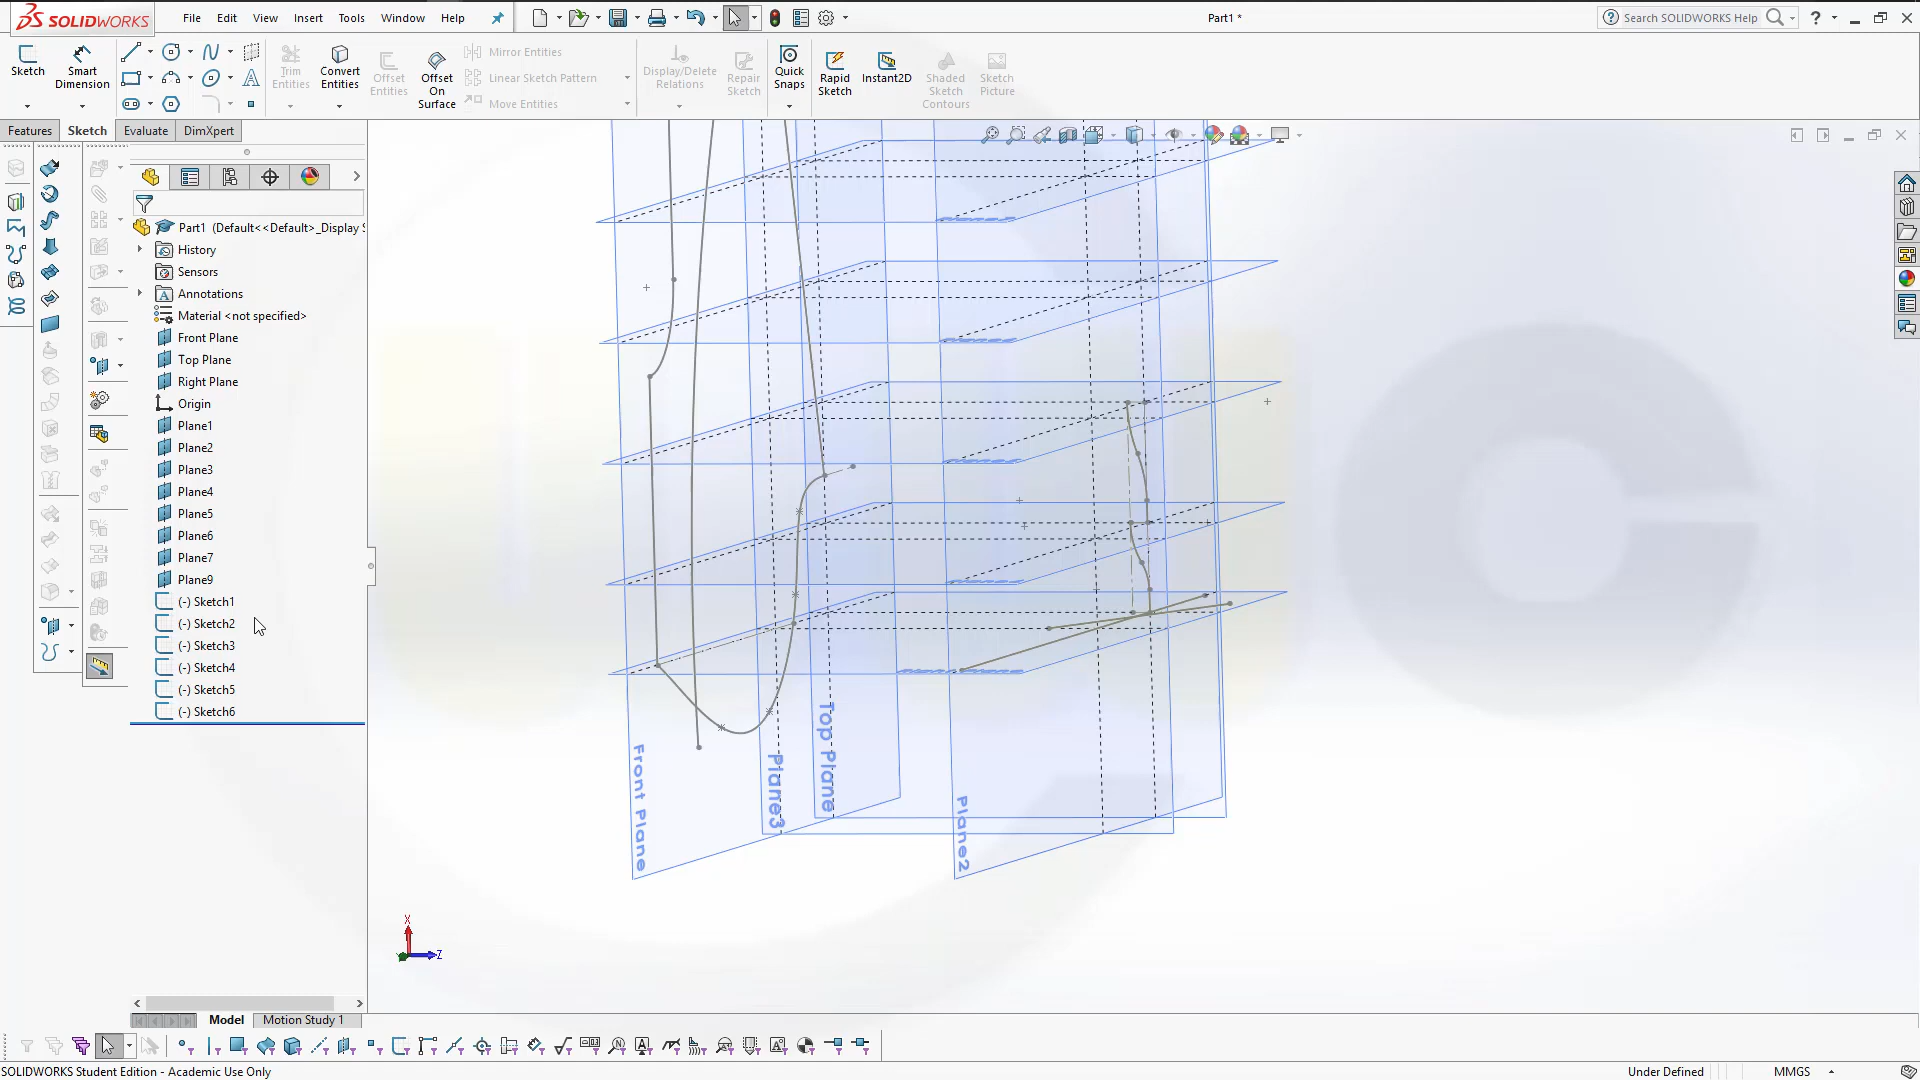 SOLIDWORKS
File Edit View Insert Tools Window Help
Part1 *
Search SOLIDWORKS Help
Sketch
Smart Dimension
Trim Entities
Convert Entities
Offset Entities
Offset On Surface
Mirror Entities
Linear Sketch Pattern
Move Entities
Display/Delete Relations
Repair Sketch
Quick Snaps
Rapid Sketch
Instant2D
Shaded Sketch Contours
Sketch Picture
Features Sketch Evaluate DimXpert
Part1 (Default<<Default>_Display S
History
Sensors
Annotations
Material <not specified>
Front Plane
Top Plane
Right Plane
Origin
Plane1
Plane2
Plane3
Plane4
Plane5
Plane6
Plane7
Plane9
(-) Sketch1
(-) Sketch2
(-) Sketch3
(-) Sketch4
(-) Sketch5
(-) Sketch6
Front Plane
Plane3
Top Plane
Plane2
X
Z
Model Motion Study 1
SOLIDWORKS Student Edition - Academic Use Only
Under Defined
MMGS